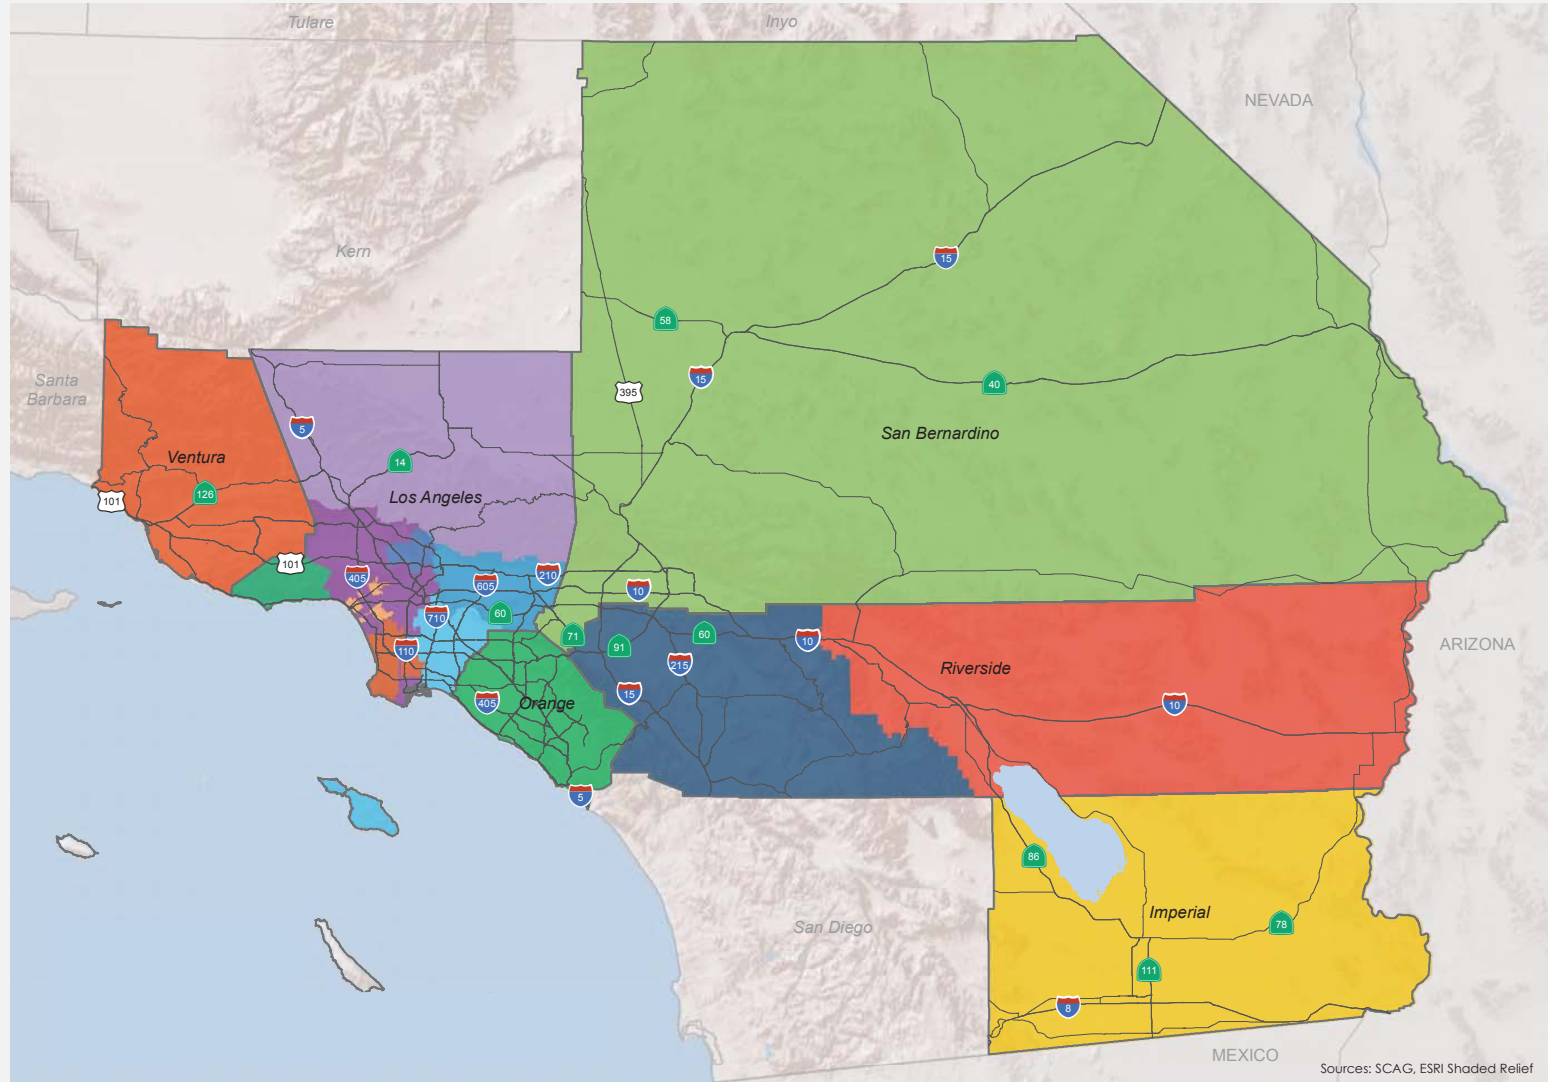 Tulare
Inyo
NEVADA
Kern
15
58
Santa
Barbara
15
40
395
5
San Bernardino
Ventura
14
126
Los Angeles
101
101
405
605
210
10
710
60
71
60
91
10
110
215
ARIZONA
Riverside
15
405
Orange
10
5
86
Imperial
78
San Diego
111
8
MEXICO
Sources: SCAG, ESRI Shaded Relief